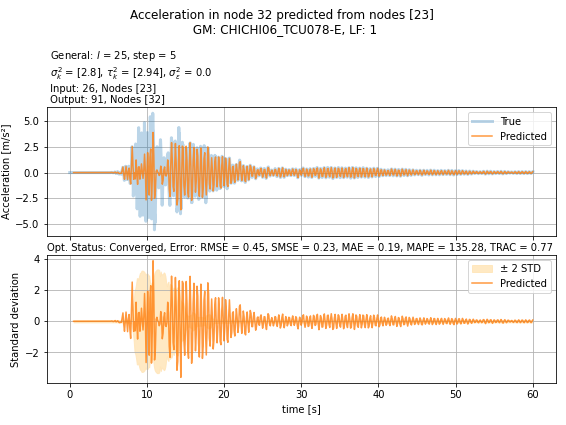 Acceleration in node 32 predicted from nodes [23]
GM: CHICHI06_TCU078-E, LF: 1
General: l = 25, step = 5
σ²ₖ = [2.8], τ²ₖ = [2.94], σ²ε = 0.0
Input: 26, Nodes [23]
Output: 91, Nodes [32]
Acceleration [m/s²]
5.0
2.5
0.0
−2.5
−5.0
True
Predicted
Opt. Status: Converged, Error: RMSE = 0.45, SMSE = 0.23, MAE = 0.19, MAPE = 135.28, TRAC = 0.77
Standard deviation
4
2
0
−2
± 2 STD
Predicted
0 10 20 30 40 50 60
time [s]